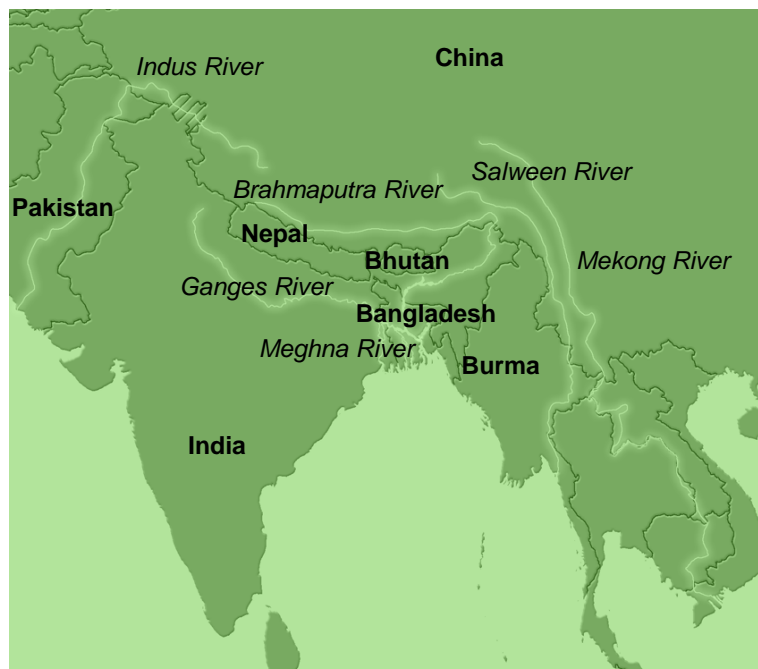 China
Indus River
Salween River
Brahmaputra River
Pakistan
Nepal
Bhutan
Mekong River
Ganges River
Bangladesh
Meghna River
Burma
India